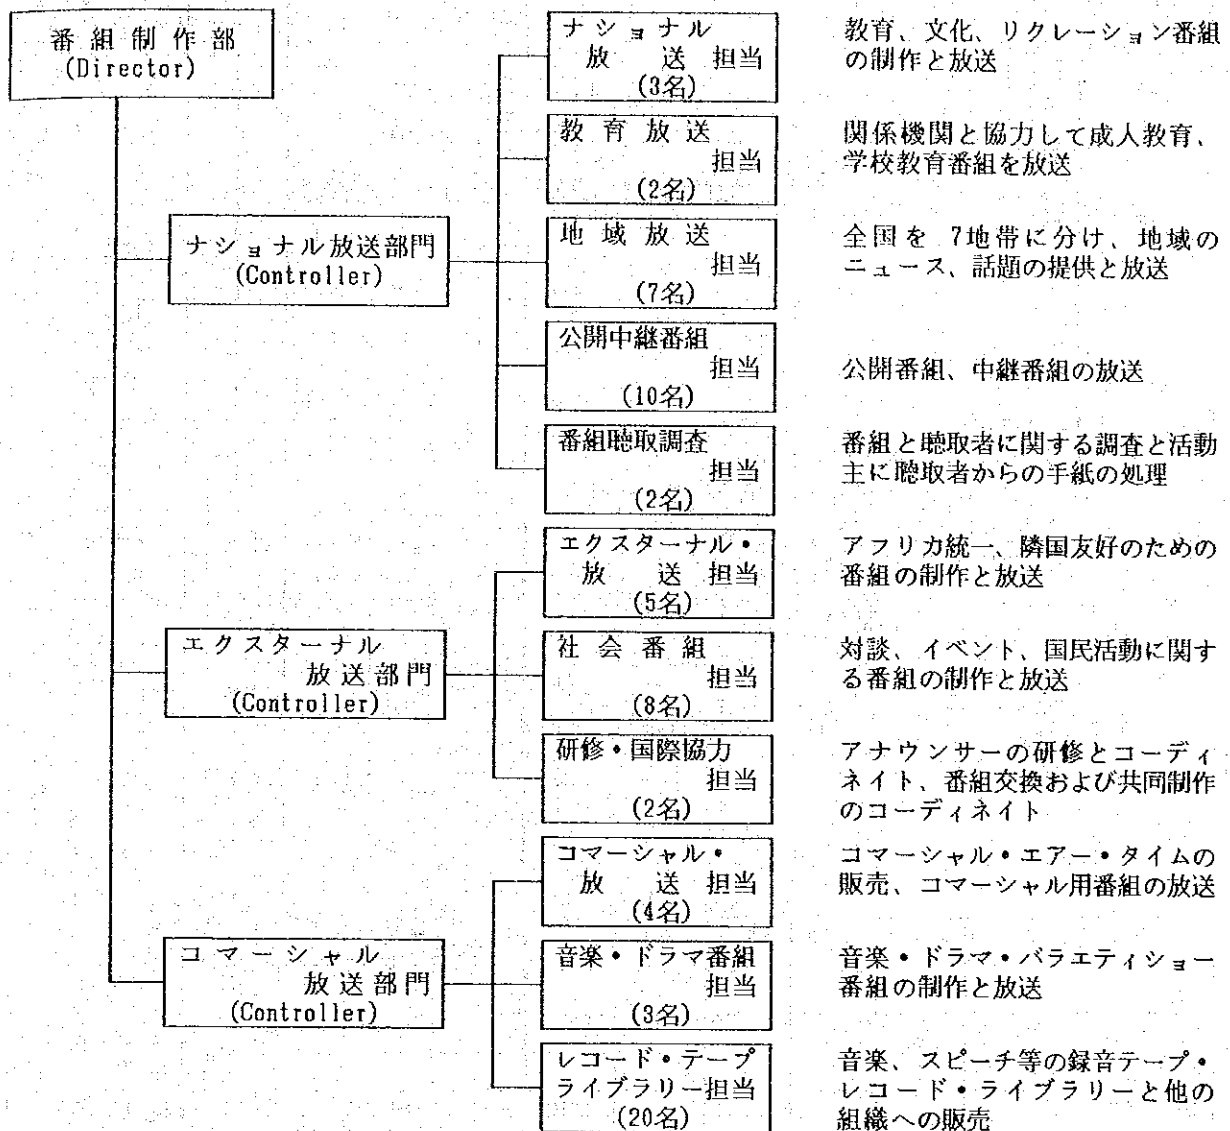 番組制作部
(Director)
ナショナル放送部門
(Controller)
ナショナル
放送担当
(3名)
教育、文化、リクレーション番組
の制作と放送
教育放送
担当
(2名)
関係機関と協力して成人教育、
学校教育番組を放送
地域放送
担当
(7名)
全国を 7地帯に分け、地域の
ニュース、話題の提供と放送
公開中継番組
担当
(10名)
公開番組、中継番組の放送
番組聴取調査
担当
(2名)
番組と聴取者に関する調査と活動
主に聴取者からの手紙の処理
エクスターナル
放送部門
(Controller)
エクスターナル・
放送担当
(5名)
アフリカ統一、隣国友好のための
番組の制作と放送
社会番組
担当
(8名)
対談、イベント、国民活動に関す
る番組の制作と放送
研修・国際協力
担当
(2名)
アナウンサーの研修とコーディ
ネイト、番組交換および共同制作
のコーディネイト
コマーシャル
放送部門
(Controller)
コマーシャル・
放送担当
(4名)
コマーシャル・エアー・タイムの
販売、コマーシャル用番組の放送
音楽・ドラマ番組
担当
(3名)
音楽・ドラマ・バラエティショー
番組の制作と放送
レコード・テープ
ライブラリー担当
(20名)
音楽、スピーチ等の録音テープ・
レコード・ライブラリーと他の
組織への販売